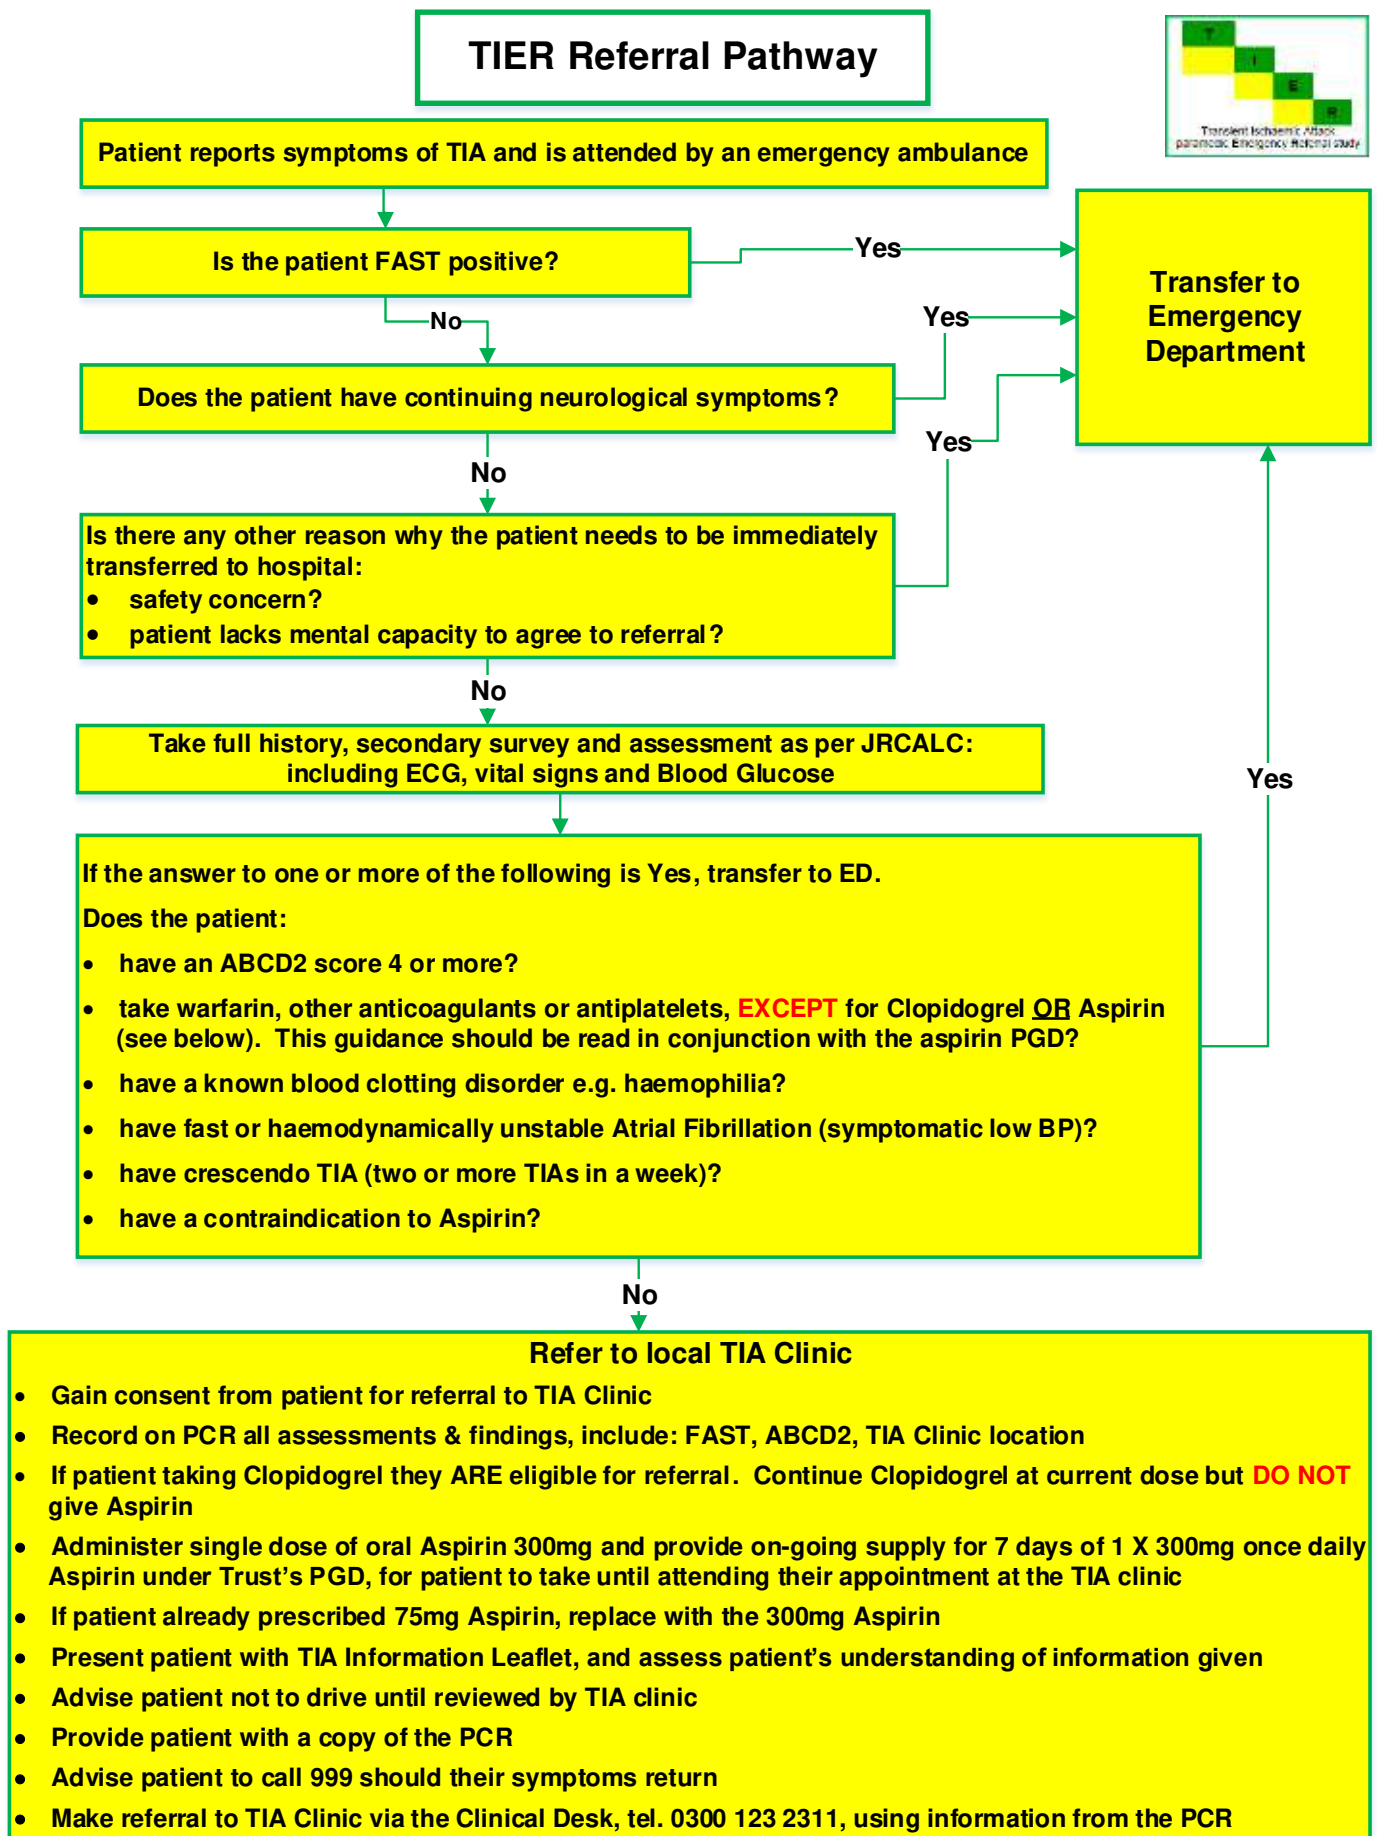 TIER Referral Pathway
T
I
E
R
Transient Ischaemic Attack
paramedic Emergency Referral study
Patient reports symptoms of TIA and is attended by an emergency ambulance
Is the patient FAST positive?
Yes
Transfer to
Emergency
Department
No
Yes
Does the patient have continuing neurological symptoms?
Yes
No
Is there any other reason why the patient needs to be immediately
transferred to hospital:
• safety concern?
• patient lacks mental capacity to agree to referral?
No
Take full history, secondary survey and assessment as per JRCALC:
including ECG, vital signs and Blood Glucose
Yes
If the answer to one or more of the following is Yes, transfer to ED.
Does the patient:
• have an ABCD2 score 4 or more?
• take warfarin, other anticoagulants or antiplatelets, EXCEPT for Clopidogrel OR Aspirin
(see below). This guidance should be read in conjunction with the aspirin PGD?
• have a known blood clotting disorder e.g. haemophilia?
• have fast or haemodynamically unstable Atrial Fibrillation (symptomatic low BP)?
• have crescendo TIA (two or more TIAs in a week)?
• have a contraindication to Aspirin?
No
Refer to local TIA Clinic
• Gain consent from patient for referral to TIA Clinic
• Record on PCR all assessments & findings, include: FAST, ABCD2, TIA Clinic location
• If patient taking Clopidogrel they ARE eligible for referral. Continue Clopidogrel at current dose but DO NOT
give Aspirin
• Administer single dose of oral Aspirin 300mg and provide on-going supply for 7 days of 1 X 300mg once daily
Aspirin under Trust's PGD, for patient to take until attending their appointment at the TIA clinic
• If patient already prescribed 75mg Aspirin, replace with the 300mg Aspirin
• Present patient with TIA Information Leaflet, and assess patient's understanding of information given
• Advise patient not to drive until reviewed by TIA clinic
• Provide patient with a copy of the PCR
• Advise patient to call 999 should their symptoms return
• Make referral to TIA Clinic via the Clinical Desk, tel. 0300 123 2311, using information from the PCR